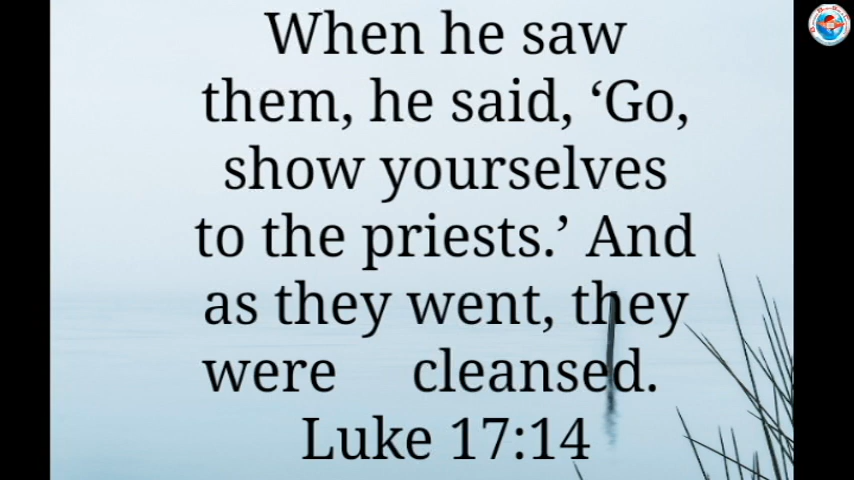 When he saw
them, he said, ‘Go,
show yourselves
to the priests.’ And
as they went, they
were cleansed.
Luke 17:14